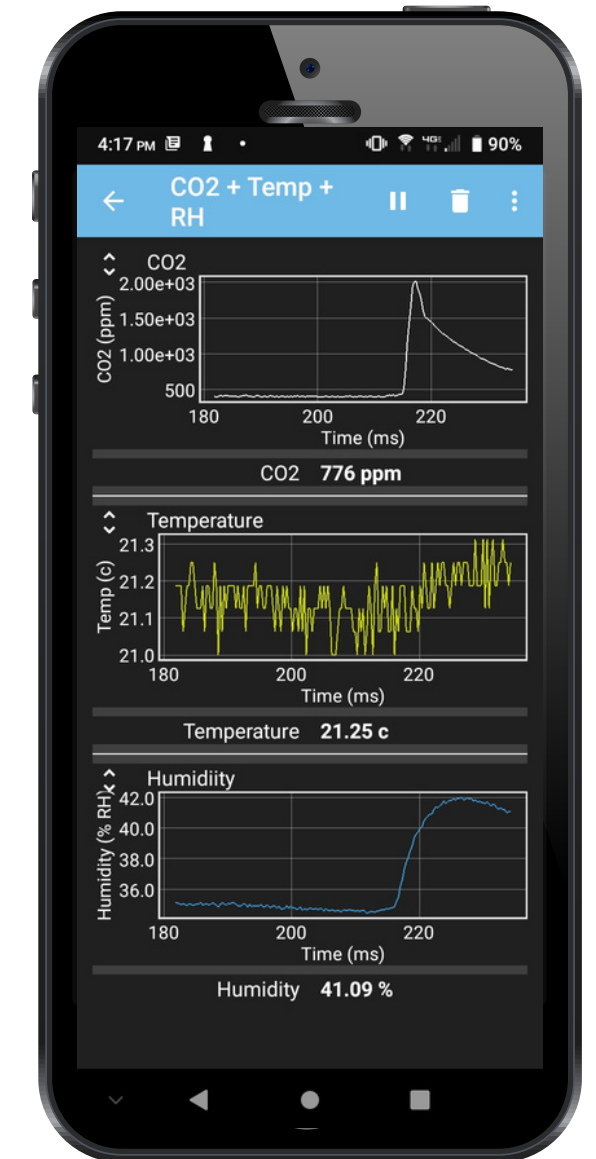 4:17 PM 4G 90%
CO2 + Temp +
RH
CO2
2.00e+03
1.50e+03
1.00e+03
500
CO2 (ppm)
180 200 220
Time (ms)
CO2 776 ppm
Temperature
21.3
21.2
21.1
21.0
Temp (c)
180 200 220
Time (ms)
Temperature 21.25 c
Humidiity
42.0
40.0
38.0
36.0
Humidity (% RH)
180 200 220
Time (ms)
Humidity 41.09 %